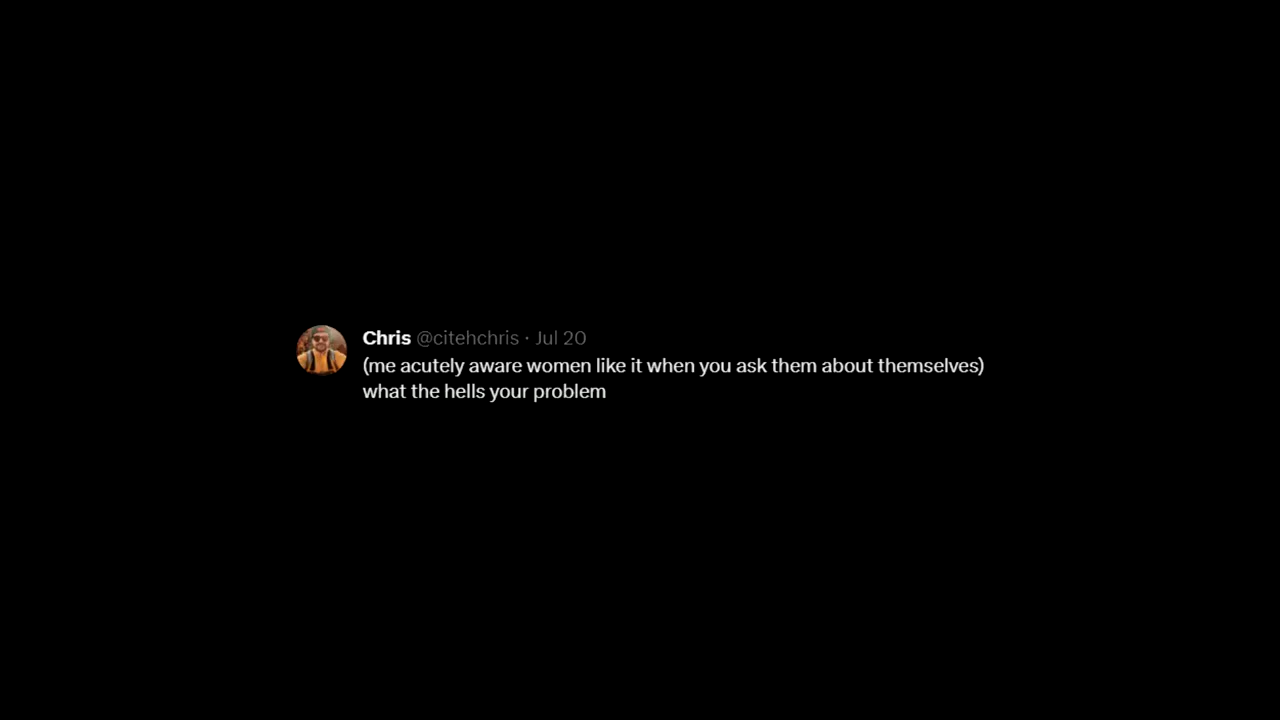 Chris @citehchris · Jul 20
(me acutely aware women like it when you ask them about themselves)
what the hells your problem